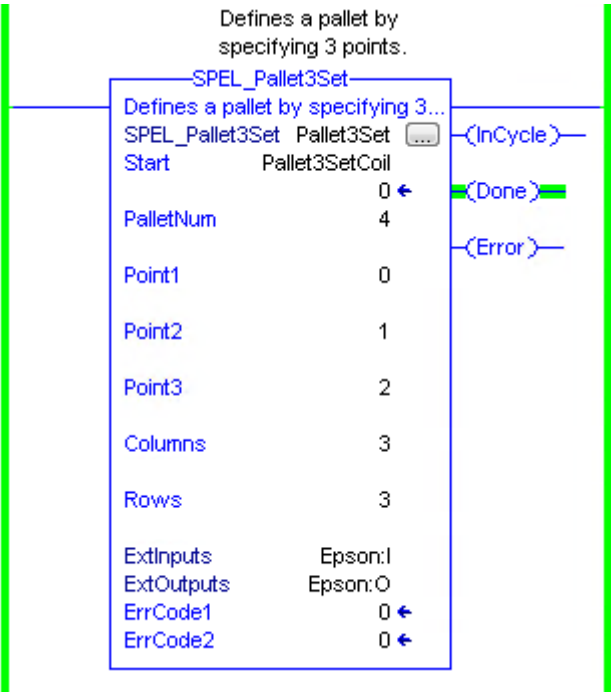 Defines a pallet by
specifying 3 points.
SPEL_Pallet3Set
Defines a pallet by specifying 3...
SPEL_Pallet3Set Pallet3Set ...
(InCycle)
Start Pallet3SetCoil
0
(Done)
PalletNum 4
(Error)
Point1 0
Point2 1
Point3 2
Columns 3
Rows 3
ExtInputs Epson:I
ExtOutputs Epson:O
ErrCode1 0
ErrCode2 0